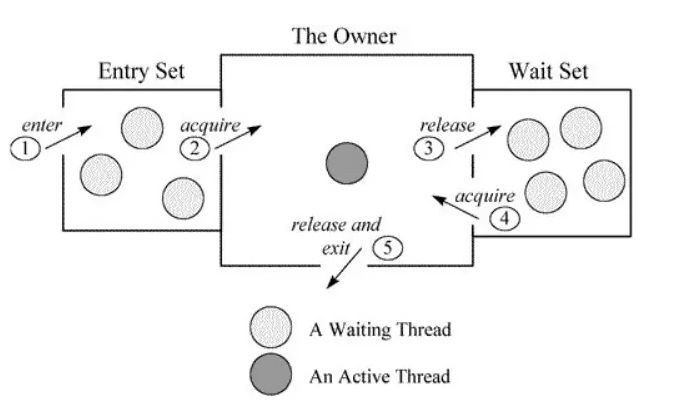 The Owner
Entry Set
Wait Set
enter
1
acquire
2
release
3
acquire
4
release and
exit 5
A Waiting Thread
An Active Thread